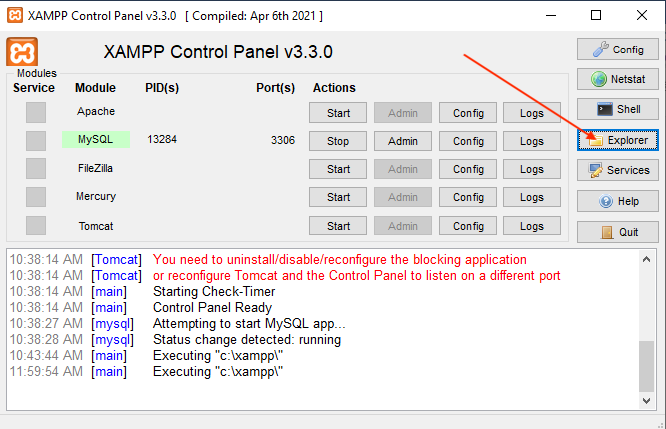 XAMPP Control Panel v3.3.0 [ Compiled: Apr 6th 2021 ]
XAMPP Control Panel v3.3.0
Config
Modules
Service Module PID(s) Port(s) Actions
Netstat
Apache Start Admin Config Logs
Shell
MySQL 13284 3306 Stop Admin Config Logs
Explorer
FileZilla Start Admin Config Logs
Services
Mercury Start Admin Config Logs
Help
Tomcat Start Admin Config Logs
Quit
10:38:14 AM [Tomcat] You need to uninstall/disable/reconfigure the blocking application
10:38:14 AM [Tomcat] or reconfigure Tomcat and the Control Panel to listen on a different port
10:38:14 AM [main] Starting Check-Timer
10:38:14 AM [main] Control Panel Ready
10:38:27 AM [mysql] Attempting to start MySQL app...
10:38:28 AM [mysql] Status change detected: running
10:43:44 AM [main] Executing "c:\xampp\"
11:59:54 AM [main] Executing "c:\xampp\"